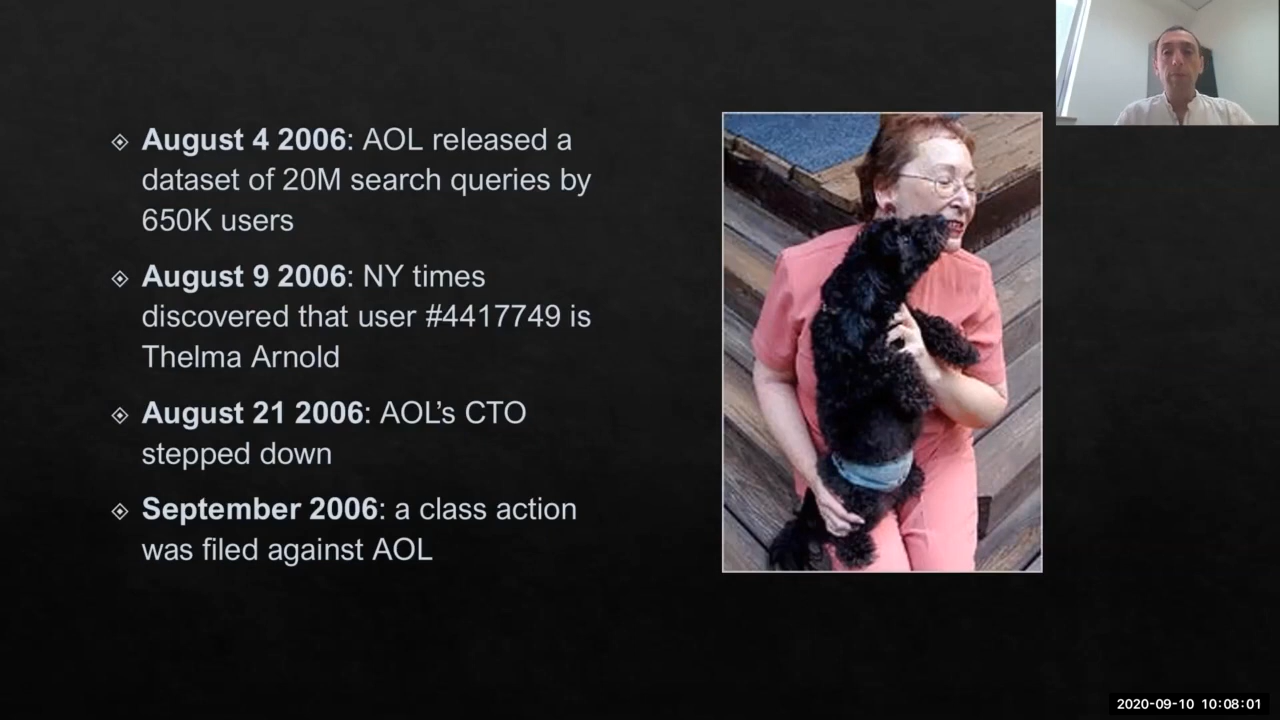 August 4 2006: AOL released a
dataset of 20M search queries by
650K users
August 9 2006: NY times
discovered that user #4417749 is
Thelma Arnold
August 21 2006: AOL's CTO
stepped down
September 2006: a class action
was filed against AOL
2020-09-10 10:08:01